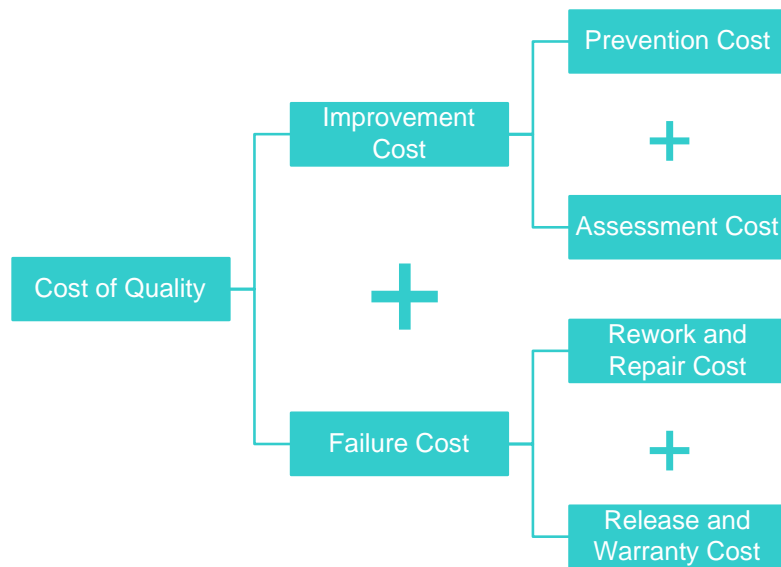 Prevention Cost
Improvement
Cost
+
Assessment Cost
Cost of Quality
+
Rework and
Repair Cost
Failure Cost
+
Release and
Warranty Cost